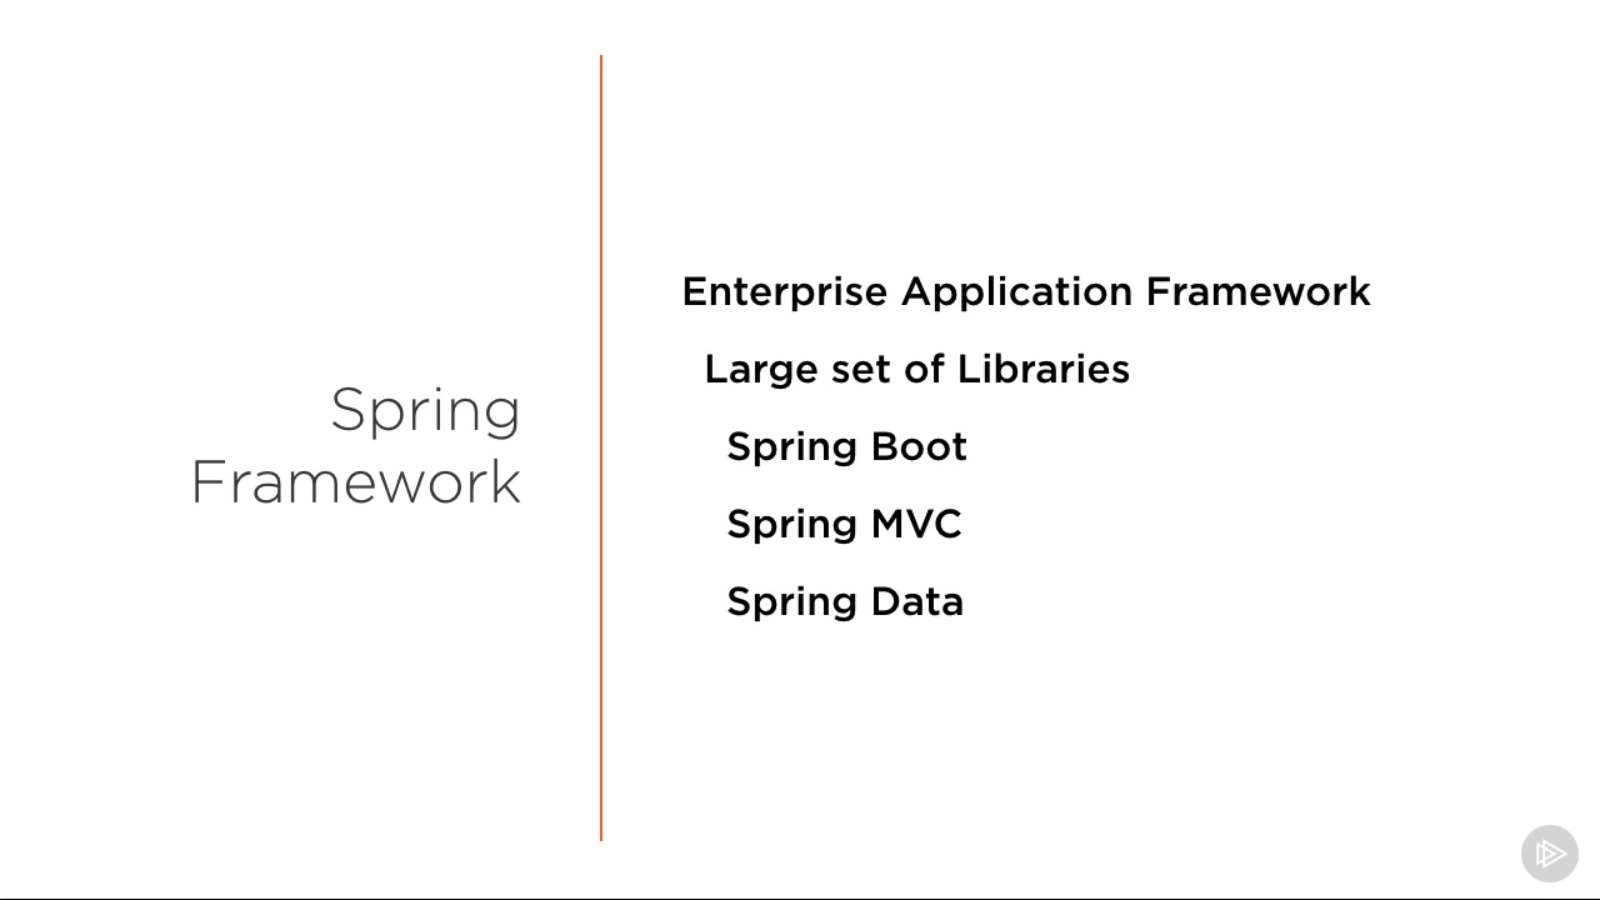 Spring
Framework
Enterprise Application Framework
Large set of Libraries
Spring Boot
Spring MVC
Spring Data